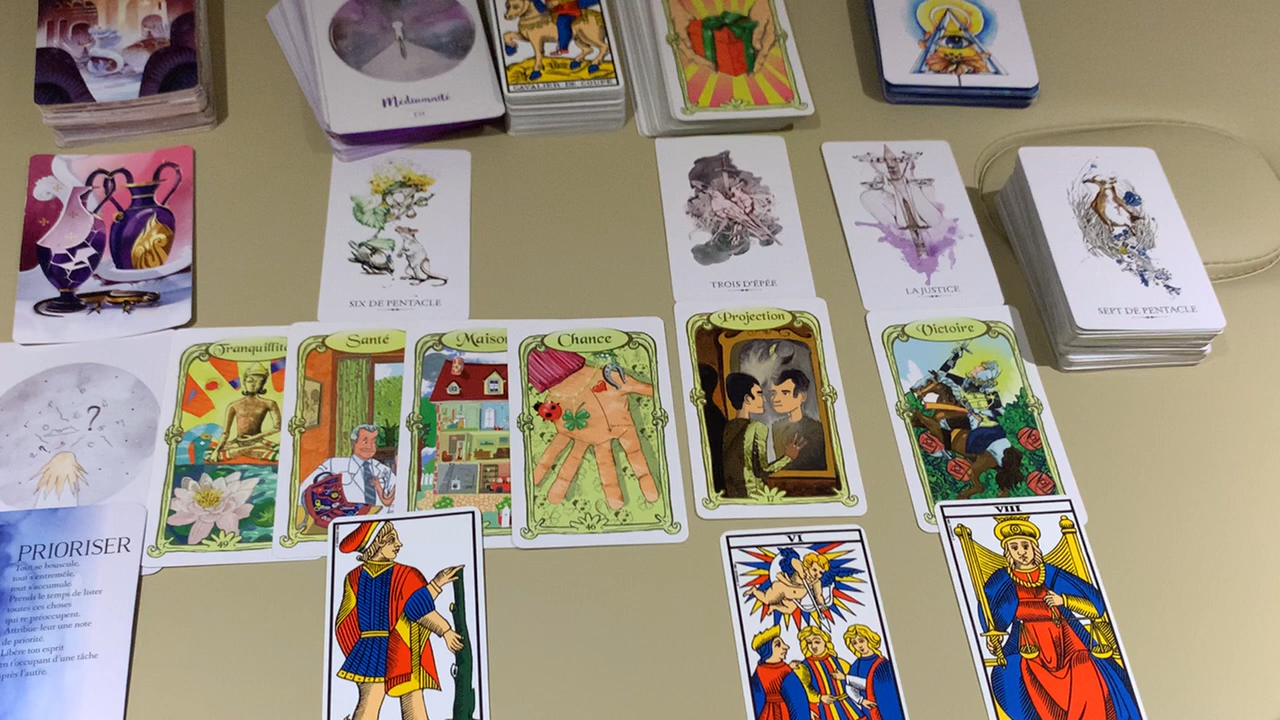 Médiumnité
CAVALIER DE COUPE
SIX DE PENTACLE
TROIS D'ÉPÉE
LA JUSTICE
SEPT DE PENTACLE
?
Tranquillité
Santé
Maison
Chance
Projection
Victoire
49
46
PRIORISER
Tout se bouscule,
tout s'entremêle,
tout s'accumule
Prends le temps de lister
toutes ces choses
qui te préoccupent.
Attribue-leur une note
de priorité.
Libère ton esprit
en t'occupant d'une tâche
après l'autre.
VI
VIII